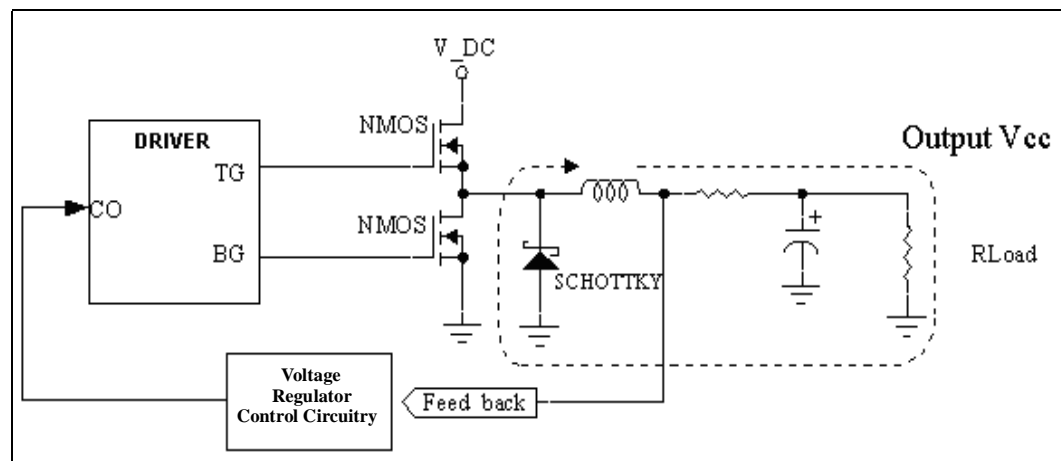 V_DC
NMOS
DRIVER
TG
Output Vcc
CO
NMOS
+
BG
RLoad
SCHOTTKY
Voltage
Regulator
Control Circuitry
Feed back